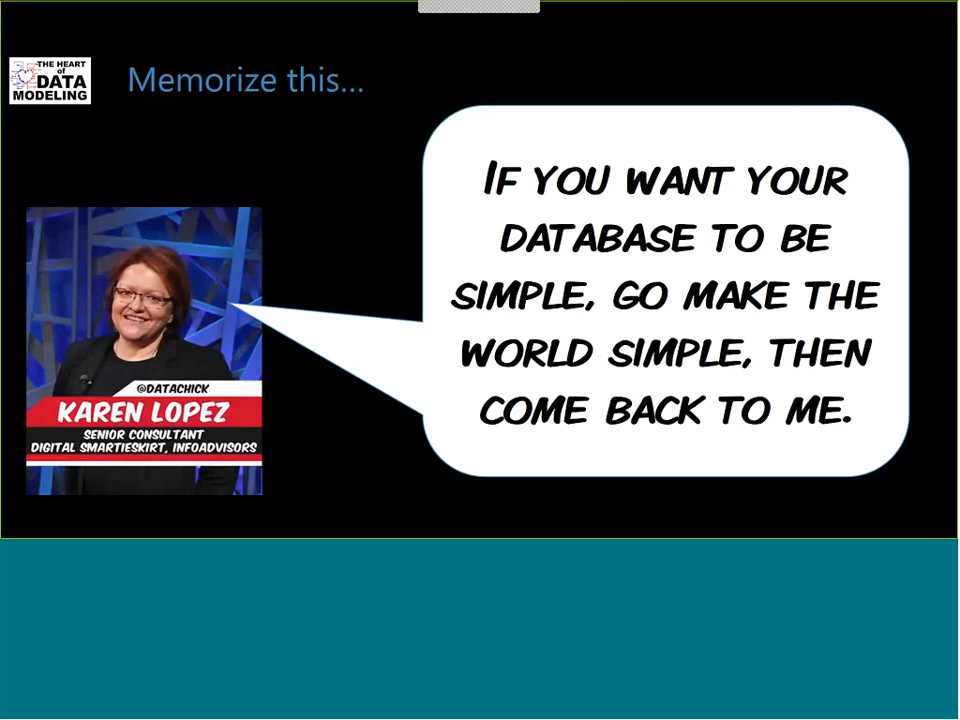 THE HEART
of
DATA
MODELING
Memorize this...
IF YOU WANT YOUR
DATABASE TO BE
SIMPLE, GO MAKE THE
WORLD SIMPLE, THEN
COME BACK TO ME.
@DATACHICK
KAREN LOPEZ
SENIOR CONSULTANT
DIGITAL SMARTIESKIRT, INFOADVISORS